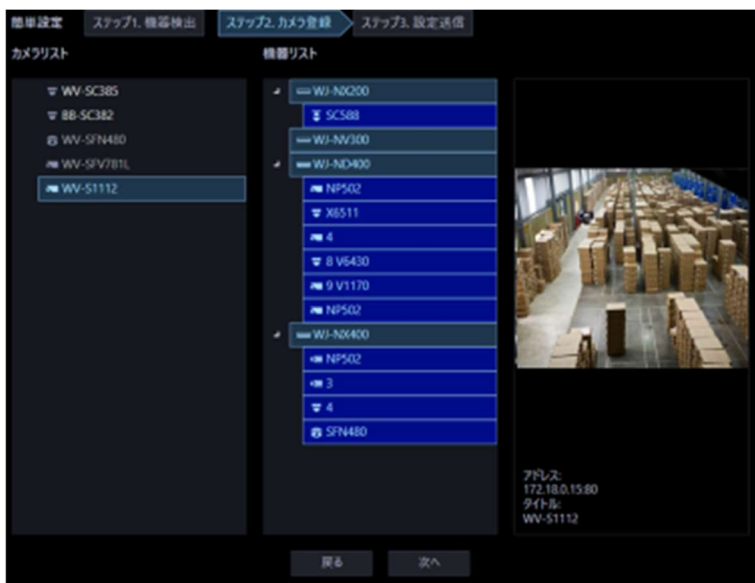 簡単設定
ステップ1. 機器検出
ステップ2. カメラ登録
ステップ3. 設定送信
カメラリスト
WV-SC385
BB-SC382
WV-SFN480
WV-SFV781L
WV-S1112
機器リスト
WJ-NX200
SC588
WJ-NV300
WJ-ND400
NP502
X6511
4
8 V6430
9 V1170
NP502
WJ-NX400
NP502
3
4
SFN480
アドレス:
172.18.0.15:80
タイトル:
WV-S1112
戻る
次へ